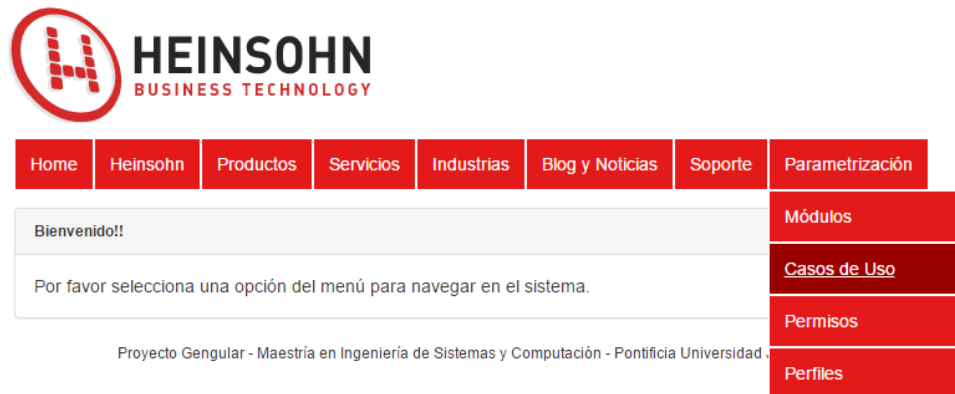 HEINSOHN
BUSINESS TECHNOLOGY
Home Heinsohn Productos Servicios Industrias Blog y Noticias Soporte Parametrización
Módulos
Casos de Uso
Permisos
Perfiles
Bienvenido!!
Por favor selecciona una opción del menú para navegar en el sistema.
Proyecto Gengular - Maestría en Ingeniería de Sistemas y Computación - Pontificia Universidad